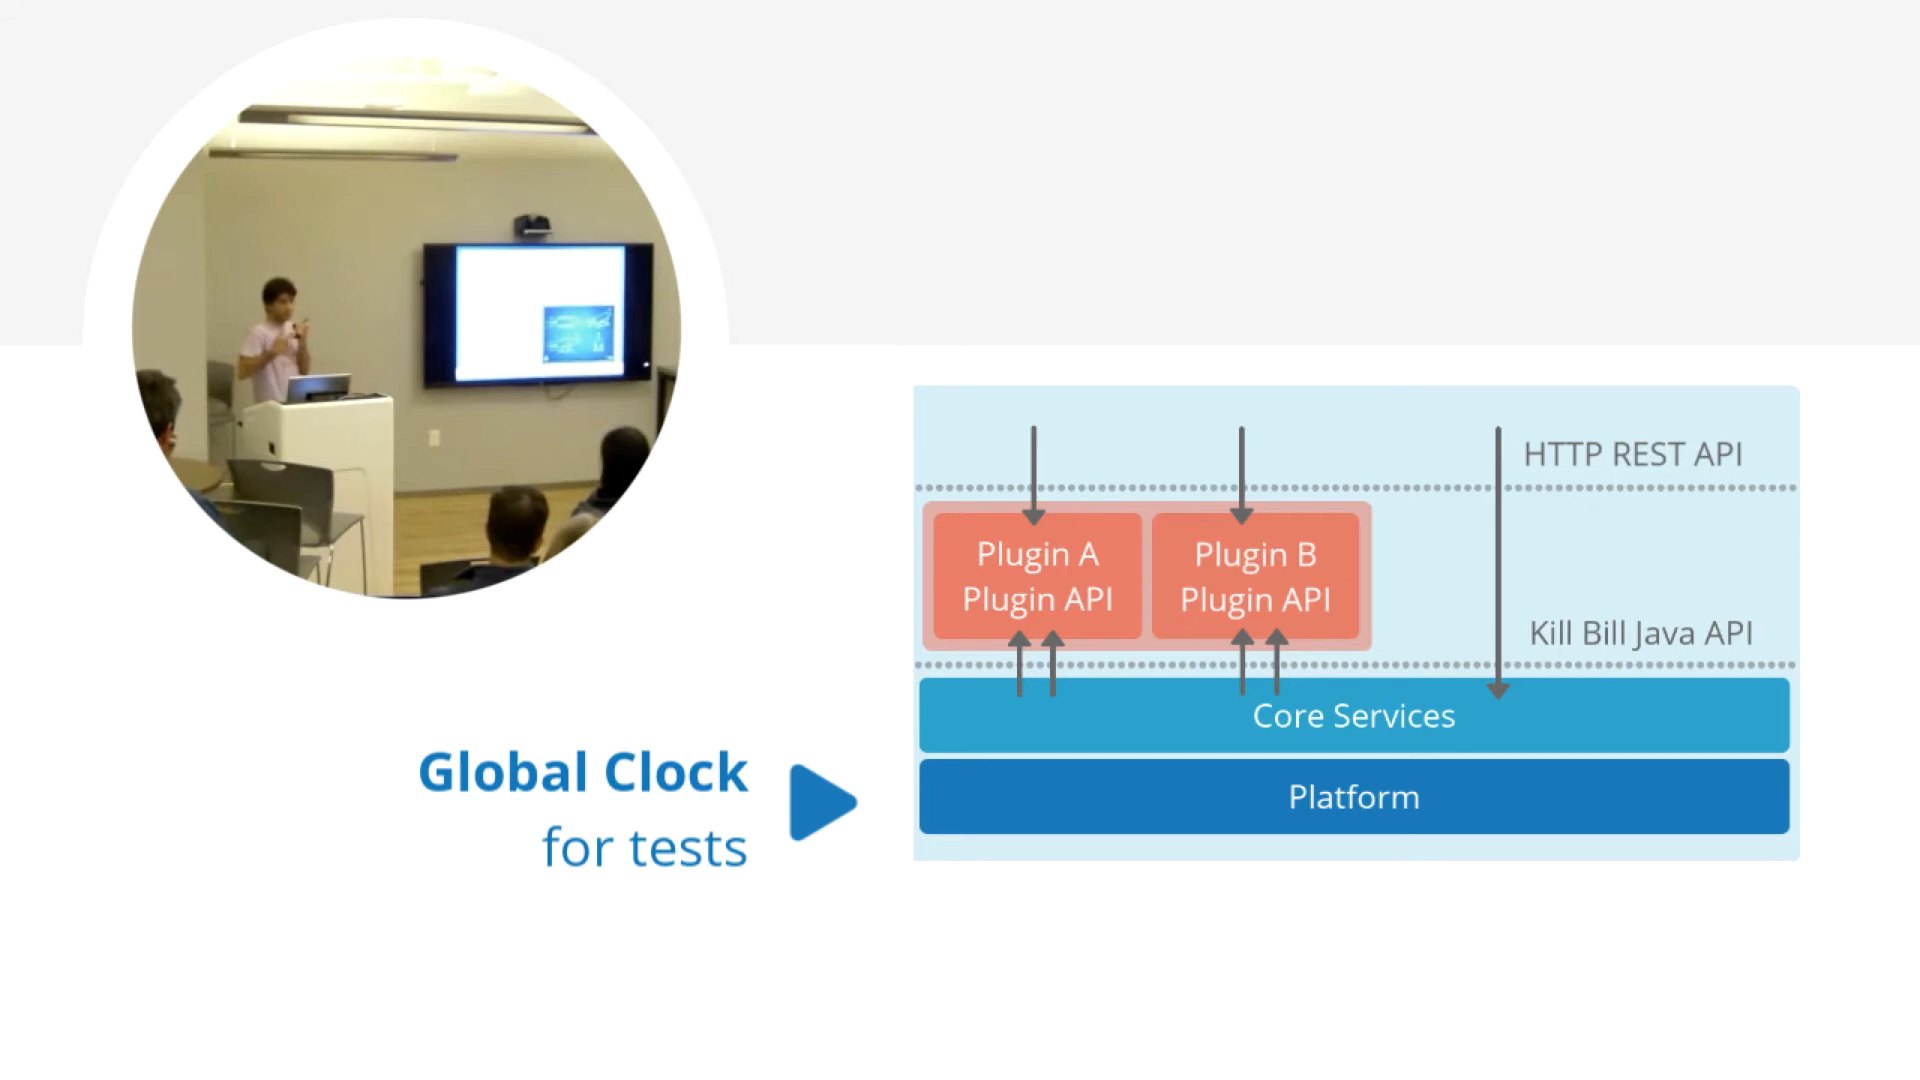 HTTP REST API
Plugin A
Plugin API
Plugin B
Plugin API
Kill Bill Java API
Core Services
Platform
Global Clock
for tests